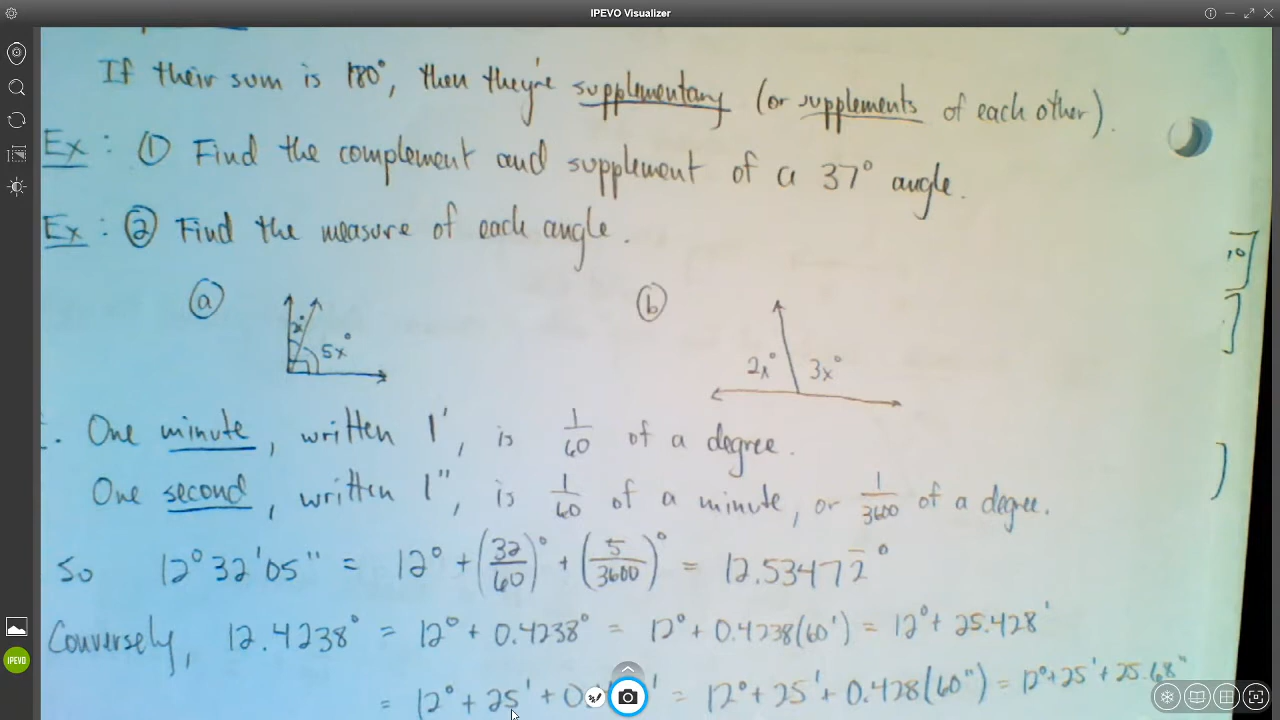 IPEVO Visualizer
If their sum is 180°, then they're supplementary (or supplements of each other).
Ex: ① Find the complement and supplement of a 37° angle.
Ex: ② Find the measure of each angle.
ⓐ ⓑ
x° 5x° 2x° 3x°
One minute, written 1', is 1/60 of a degree.
One second, written 1", is 1/60 of a minute, or 1/3600 of a degree.
So 12°32'05" = 12° + (32/60)° + (5/3600)° = 12.53472̅°
Conversely, 12.4238° = 12° + 0.4238° = 12° + 0.4238(60') = 12° + 25.428'
= 12° + 25' + = 12° + 25' + 0.428(60") = 12° + 25' + 25.68"
IPEVO